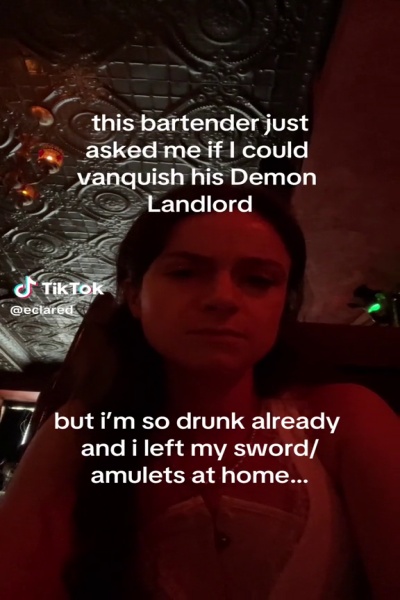 this bartender just
asked me if I could
vanquish his Demon
Landlord
TikTok
@eclared
but i'm so drunk already
and i left my sword/
amulets at home...